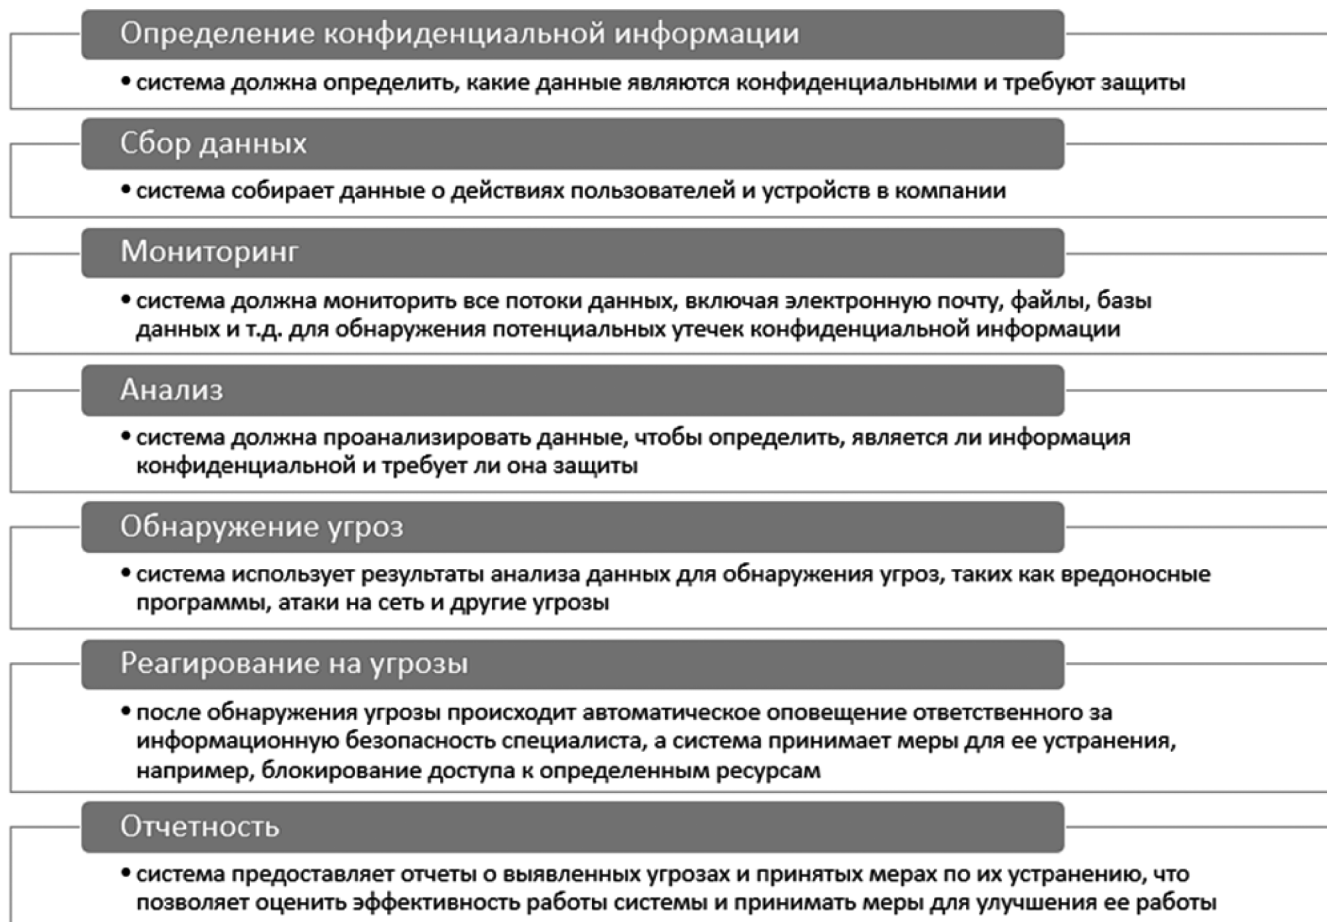 Определение конфиденциальной информации
• система должна определить, какие данные являются конфиденциальными и требуют защиты
Сбор данных
• система собирает данные о действиях пользователей и устройств в компании
Мониторинг
• система должна мониторить все потоки данных, включая электронную почту, файлы, базы
данных и т.д. для обнаружения потенциальных утечек конфиденциальной информации
Анализ
• система должна проанализировать данные, чтобы определить, является ли информация
конфиденциальной и требует ли она защиты
Обнаружение угроз
• система использует результаты анализа данных для обнаружения угроз, таких как вредоносные
программы, атаки на сеть и другие угрозы
Реагирование на угрозы
• после обнаружения угрозы происходит автоматическое оповещение ответственного за
информационную безопасность специалиста, а система принимает меры для ее устранения,
например, блокирование доступа к определенным ресурсам
Отчетность
• система предоставляет отчеты о выявленных угрозах и принятых мерах по их устранению, что
позволяет оценить эффективность работы системы и принимать меры для улучшения ее работы